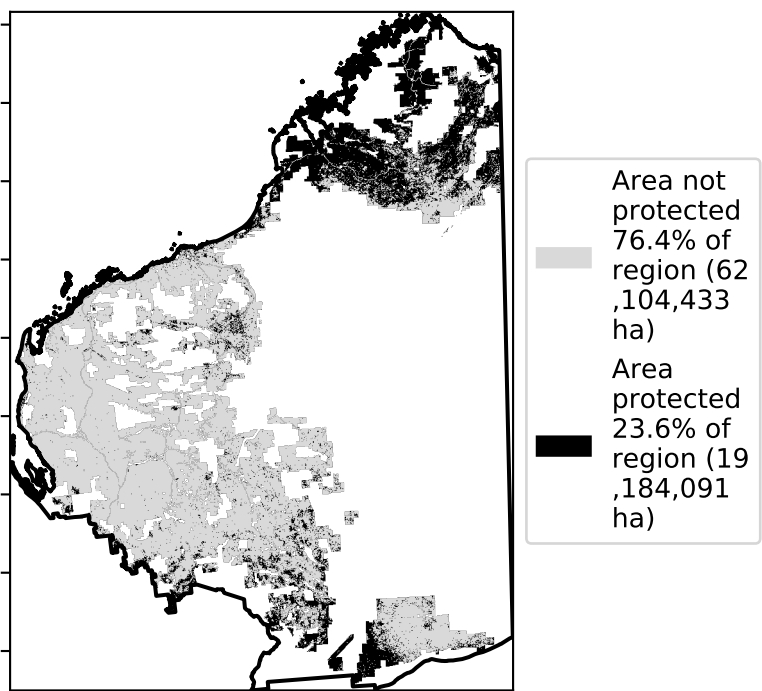 Area not
protected
76.4% of
region (62
,104,433
ha)
Area
protected
23.6% of
region (19
,184,091
ha)